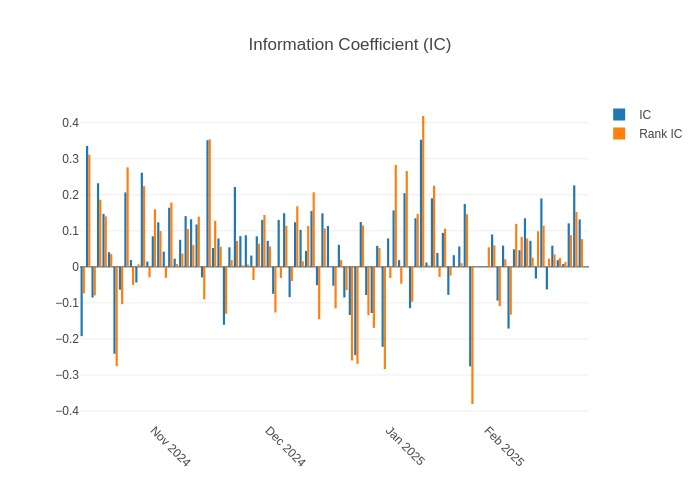 Information Coefficient (IC)
IC
Rank IC
0.4
0.3
0.2
0.1
0
−0.1
−0.2
−0.3
−0.4
Nov 2024
Dec 2024
Jan 2025
Feb 2025